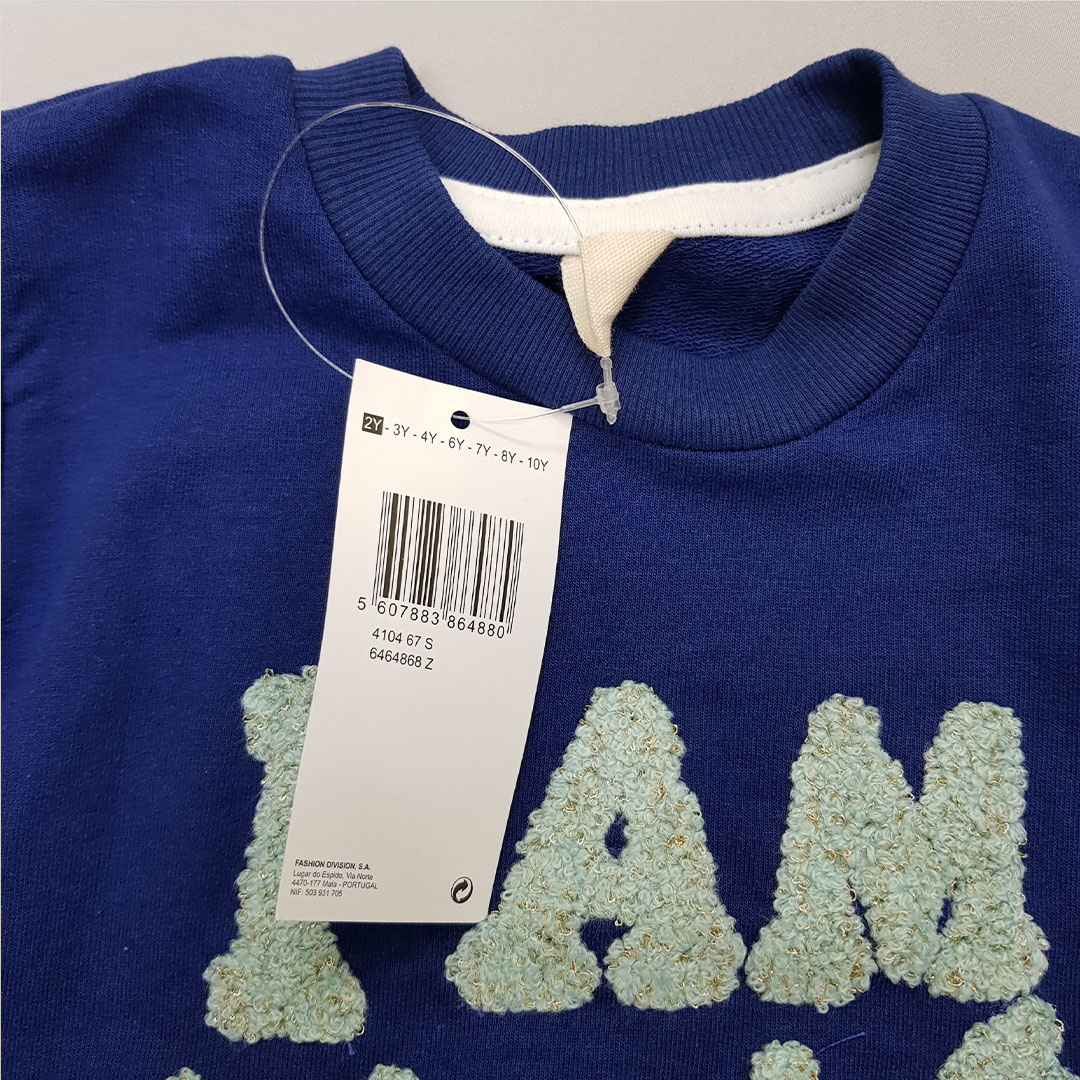 2Y - 3Y - 4Y - 6Y - 7Y - 8Y - 10Y
5 607883 864880
4104 67 S
6464868 Z
FASHION DIVISION, S.A.
Lugar do Espido, Via Norte
4470-177 Maia - PORTUGAL
NIF: 503 931 705
I AM